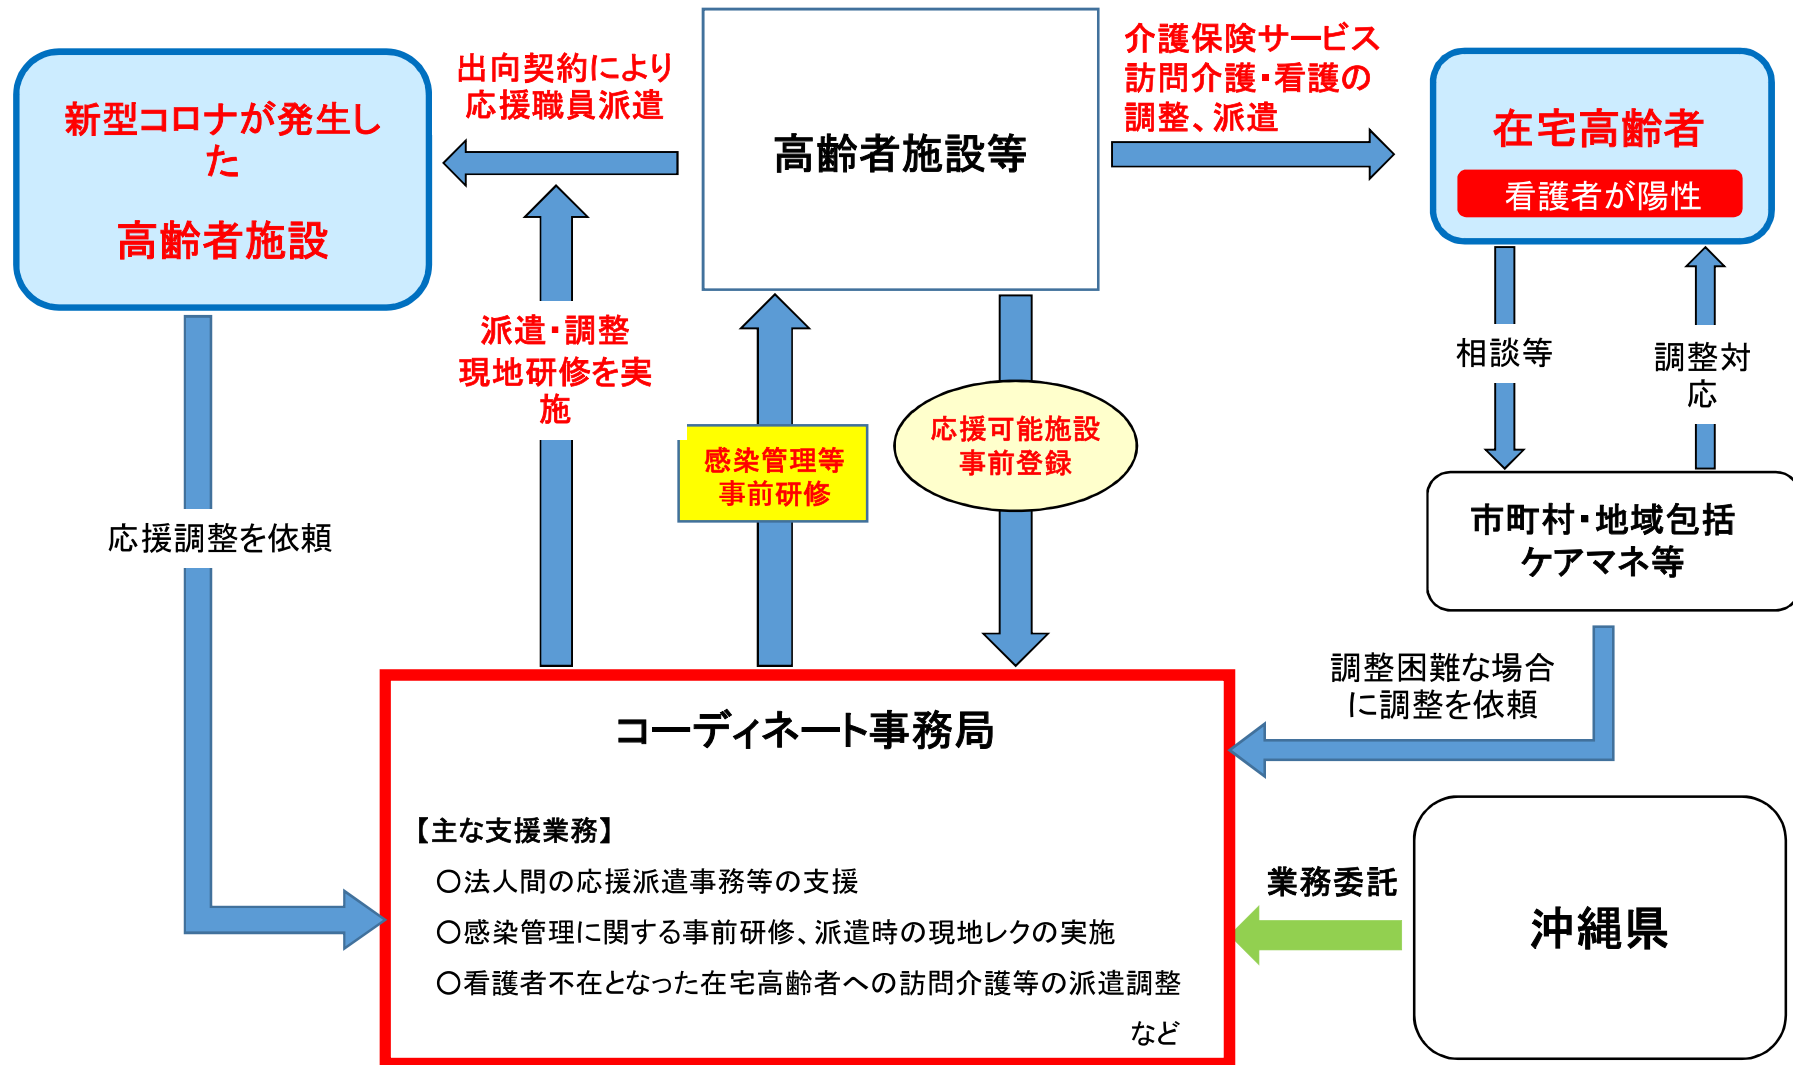 新型コロナが発生し
た
高齢者施設
出向契約により
応援職員派遣
高齢者施設等
介護保険サービス
訪問介護・看護の
調整、派遣
在宅高齢者
看護者が陽性
派遣・調整
現地研修を実
施
感染管理等
事前研修
応援可能施設
事前登録
相談等
調整対
応
市町村・地域包括
ケアマネ等
応援調整を依頼
調整困難な場合
に調整を依頼
コーディネート事務局
【主な支援業務】
〇法人間の応援派遣事務等の支援
〇感染管理に関する事前研修、派遣時の現地レクの実施
〇看護者不在となった在宅高齢者への訪問介護等の派遣調整
など
業務委託
沖縄県